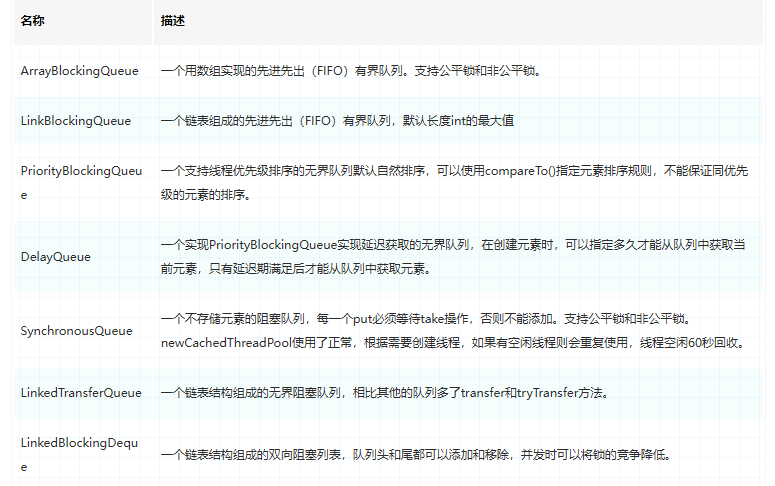 名称 描述
ArrayBlockingQueue 一个用数组实现的先进先出（FIFO）有界队列。支持公平锁和非公平锁。
LinkBlockingQueue 一个链表组成的先进先出（FIFO）有界队列，默认长度int的最大值
PriorityBlockingQueu 一个支持线程优先级排序的无界队列默认自然排序，可以使用compareTo()指定元素排序规则，不能保证同优先
e 级的元素的排序。
DelayQueue 一个实现PriorityBlockingQueue实现延迟获取的无界队列，在创建元素时，可以指定多久才能从队列中获取当
前元素，只有延迟期满足后才能从队列中获取元素。
SynchronousQueue 一个不存储元素的阻塞队列，每一个put必须等待take操作，否则不能添加。支持公平锁和非公平锁。
newCachedThreadPool使用了正常，根据需要创建线程，如果有空闲线程则会重复使用，线程空闲60秒回收。
LinkedTransferQueue 一个链表结构组成的无界阻塞队列，相比其他的队列多了transfer和tryTransfer方法。
LinkedBlockingDequ
e 一个链表结构组成的双向阻塞列表，队列头和尾都可以添加和移除，并发时可以将锁的竞争降低。